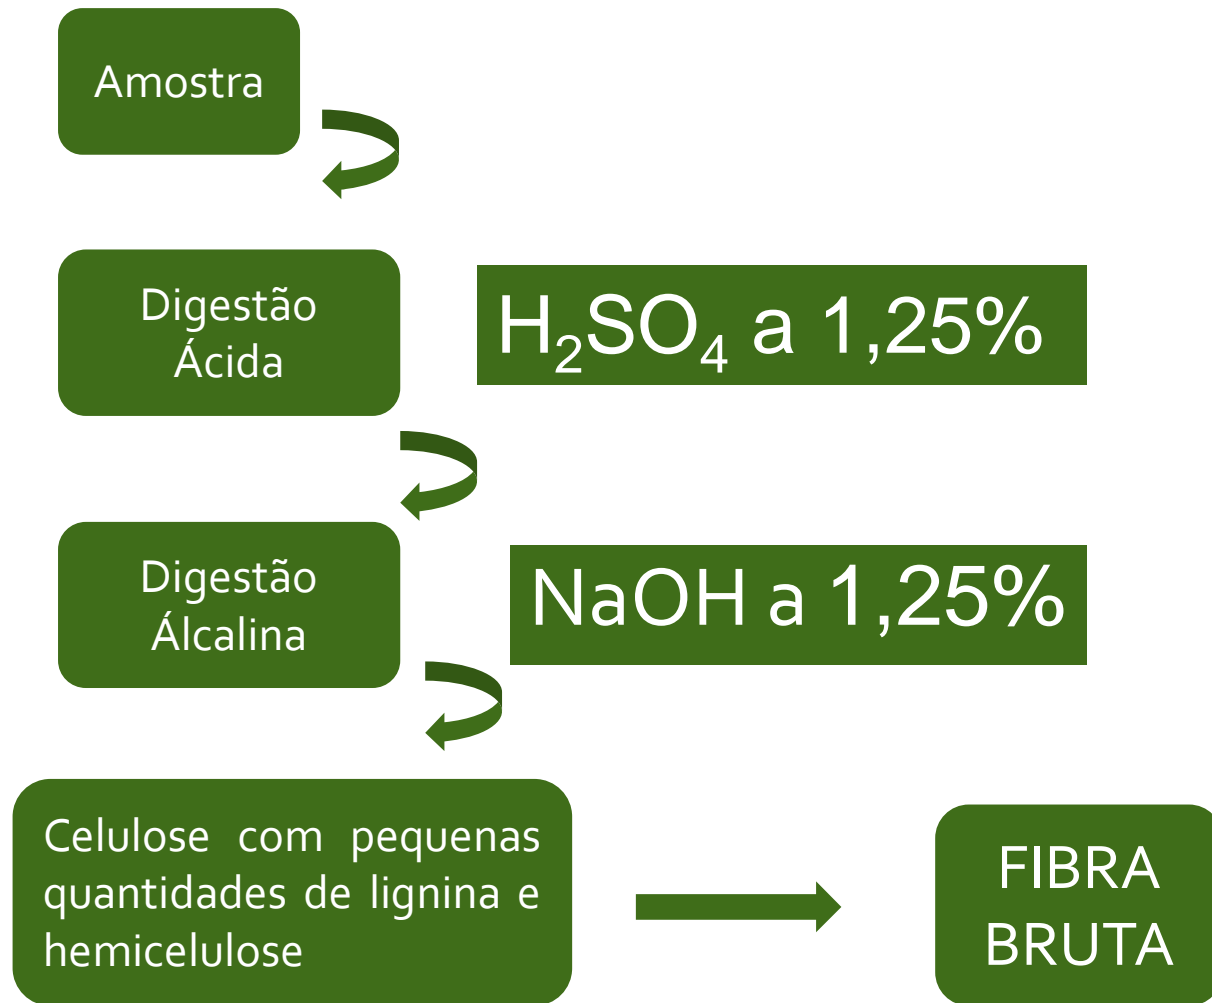 Amostra
Digestão
Ácida
H₂SO₄ a 1,25%
Digestão
Álcalina
NaOH a 1,25%
Celulose com pequenas
quantidades de lignina e
hemicelulose
FIBRA
BRUTA